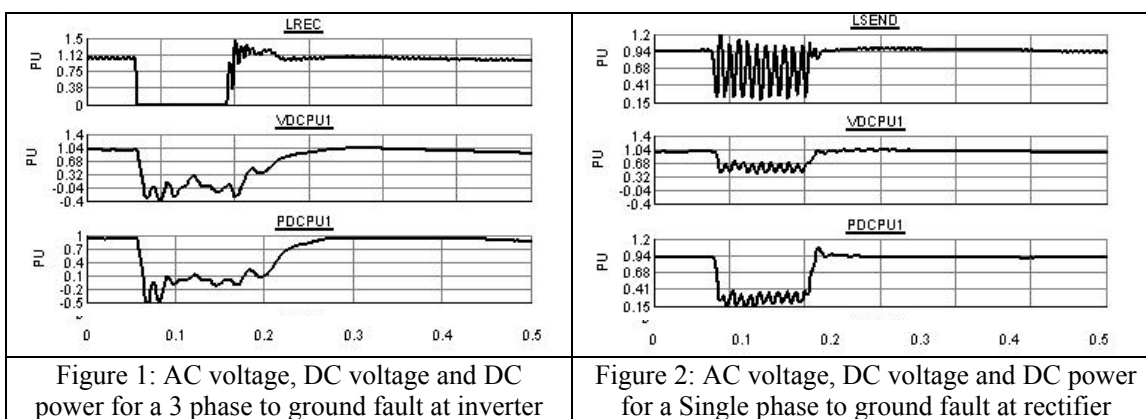 LREC
1.5
1.12
0.75
0.38
0
PU
VDCPU1
1.4
1.04
0.68
0.32
-0.04
-0.4
PU
PDCPU1
1
0.7
0.4
0.1
-0.2
-0.5
PU
0 0.1 0.2 0.3 0.4 0.5
Figure 1: AC voltage, DC voltage and DC
power for a 3 phase to ground fault at inverter
LSEND
1.2
0.94
0.68
0.41
0.15
PU
VDCPU1
1.4
1.04
0.68
0.32
-0.04
-0.4
PU
PDCPU1
1.2
0.94
0.68
0.41
0.15
PU
0 0.1 0.2 0.3 0.4 0.5
Figure 2: AC voltage, DC voltage and DC power
for a Single phase to ground fault at rectifier